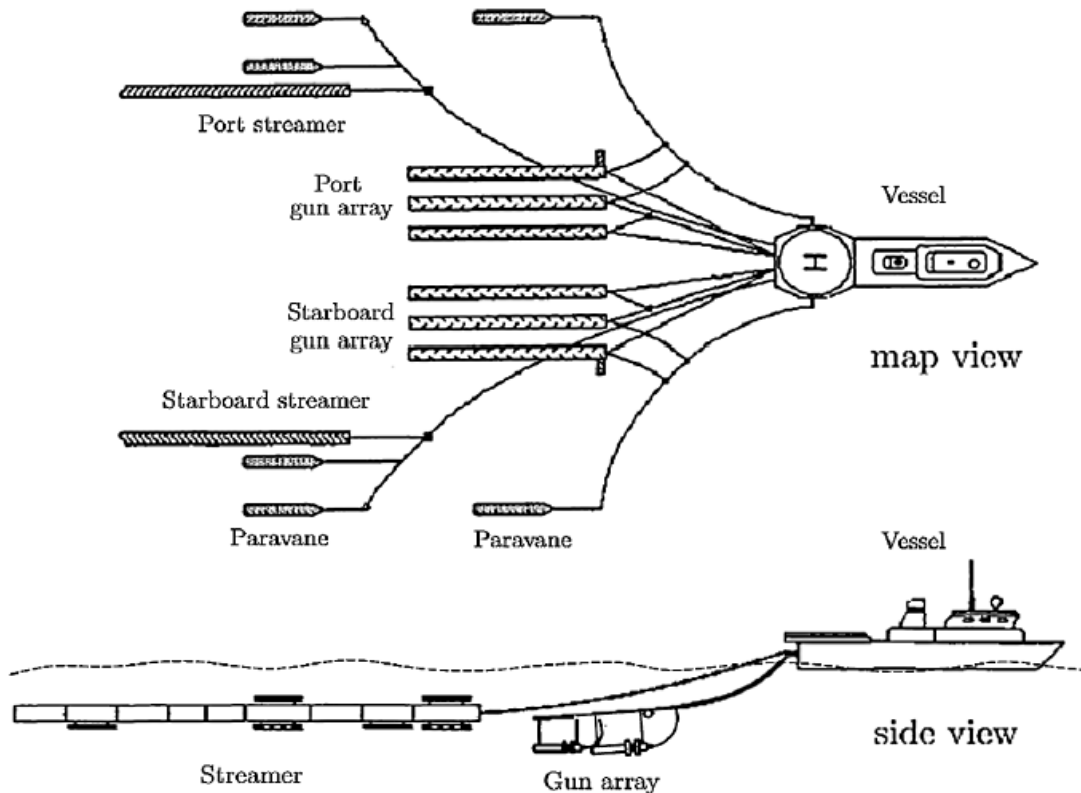 Port streamer
Port
gun array
Vessel
H
Starboard
gun array
map view
Starboard streamer
Paravane
Paravane
Vessel
side view
Streamer
Gun array